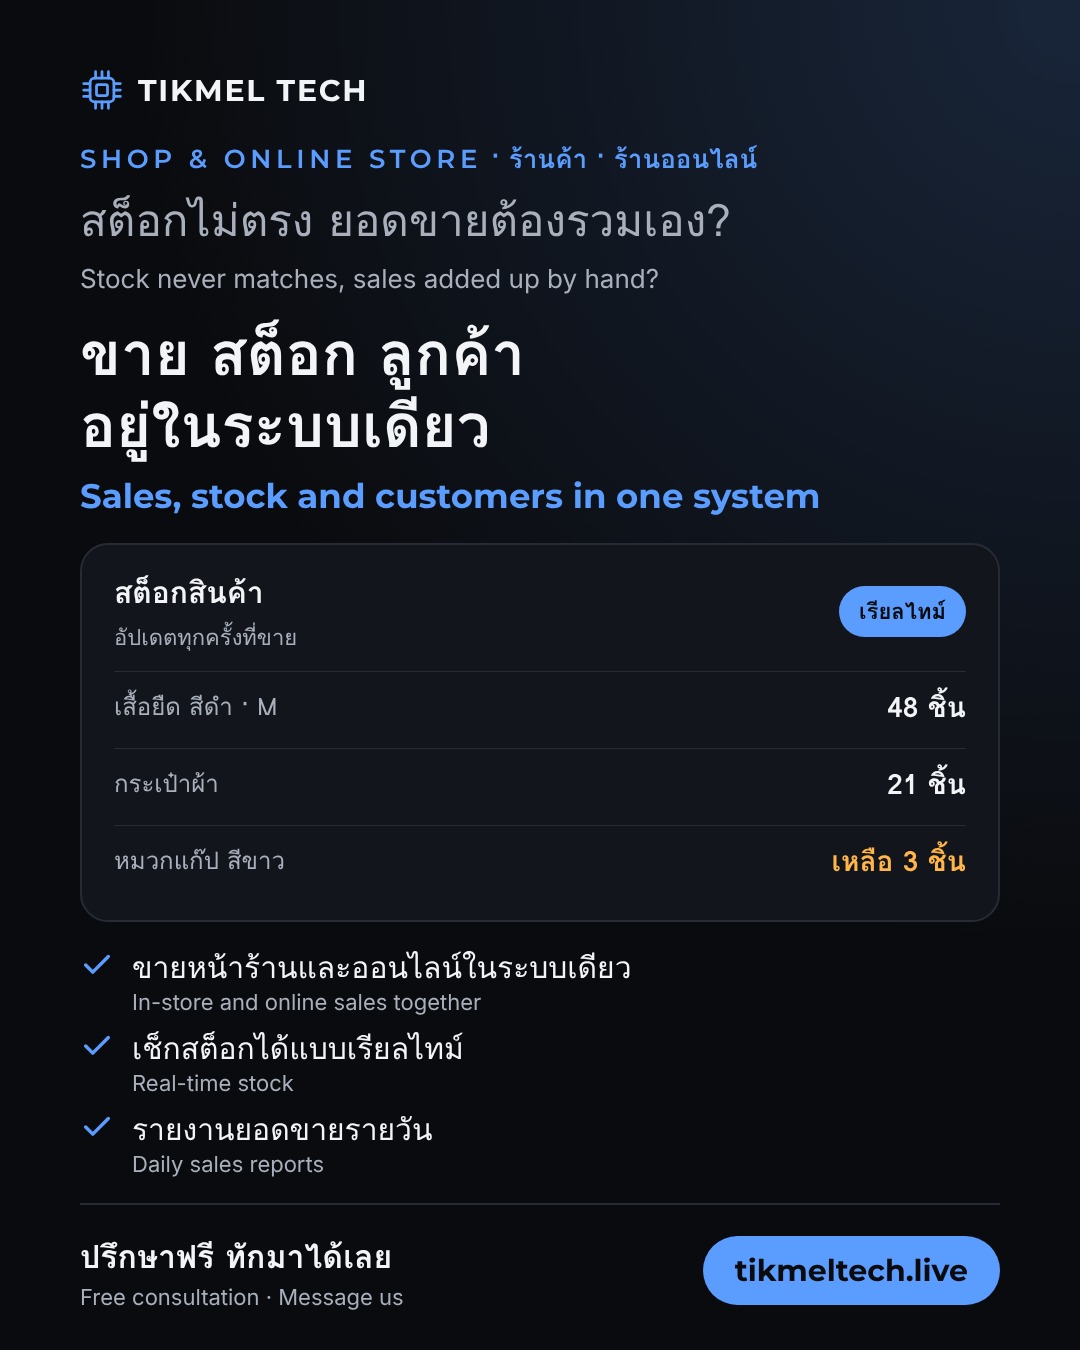 TIKMEL TECH
SHOP & ONLINE STORE · ร้านค้า · ร้านออนไลน์
สต็อกไม่ตรง ยอดขายต้องรวมเอง?
Stock never matches, sales added up by hand?
ขาย สต็อก ลูกค้า
อยู่ในระบบเดียว
Sales, stock and customers in one system
สต็อกสินค้า
เรียลไทม์
อัปเดตทุกครั้งที่ขาย
เสื้อยืด สีดำ · M 48 ชิ้น
กระเป๋าผ้า 21 ชิ้น
หมวกแก๊ป สีขาว เหลือ 3 ชิ้น
ขายหน้าร้านและออนไลน์ในระบบเดียว
In-store and online sales together
เช็กสต็อกได้แบบเรียลไทม์
Real-time stock
รายงานยอดขายรายวัน
Daily sales reports
ปรึกษาฟรี ทักมาได้เลย
Free consultation · Message us
tikmeltech.live